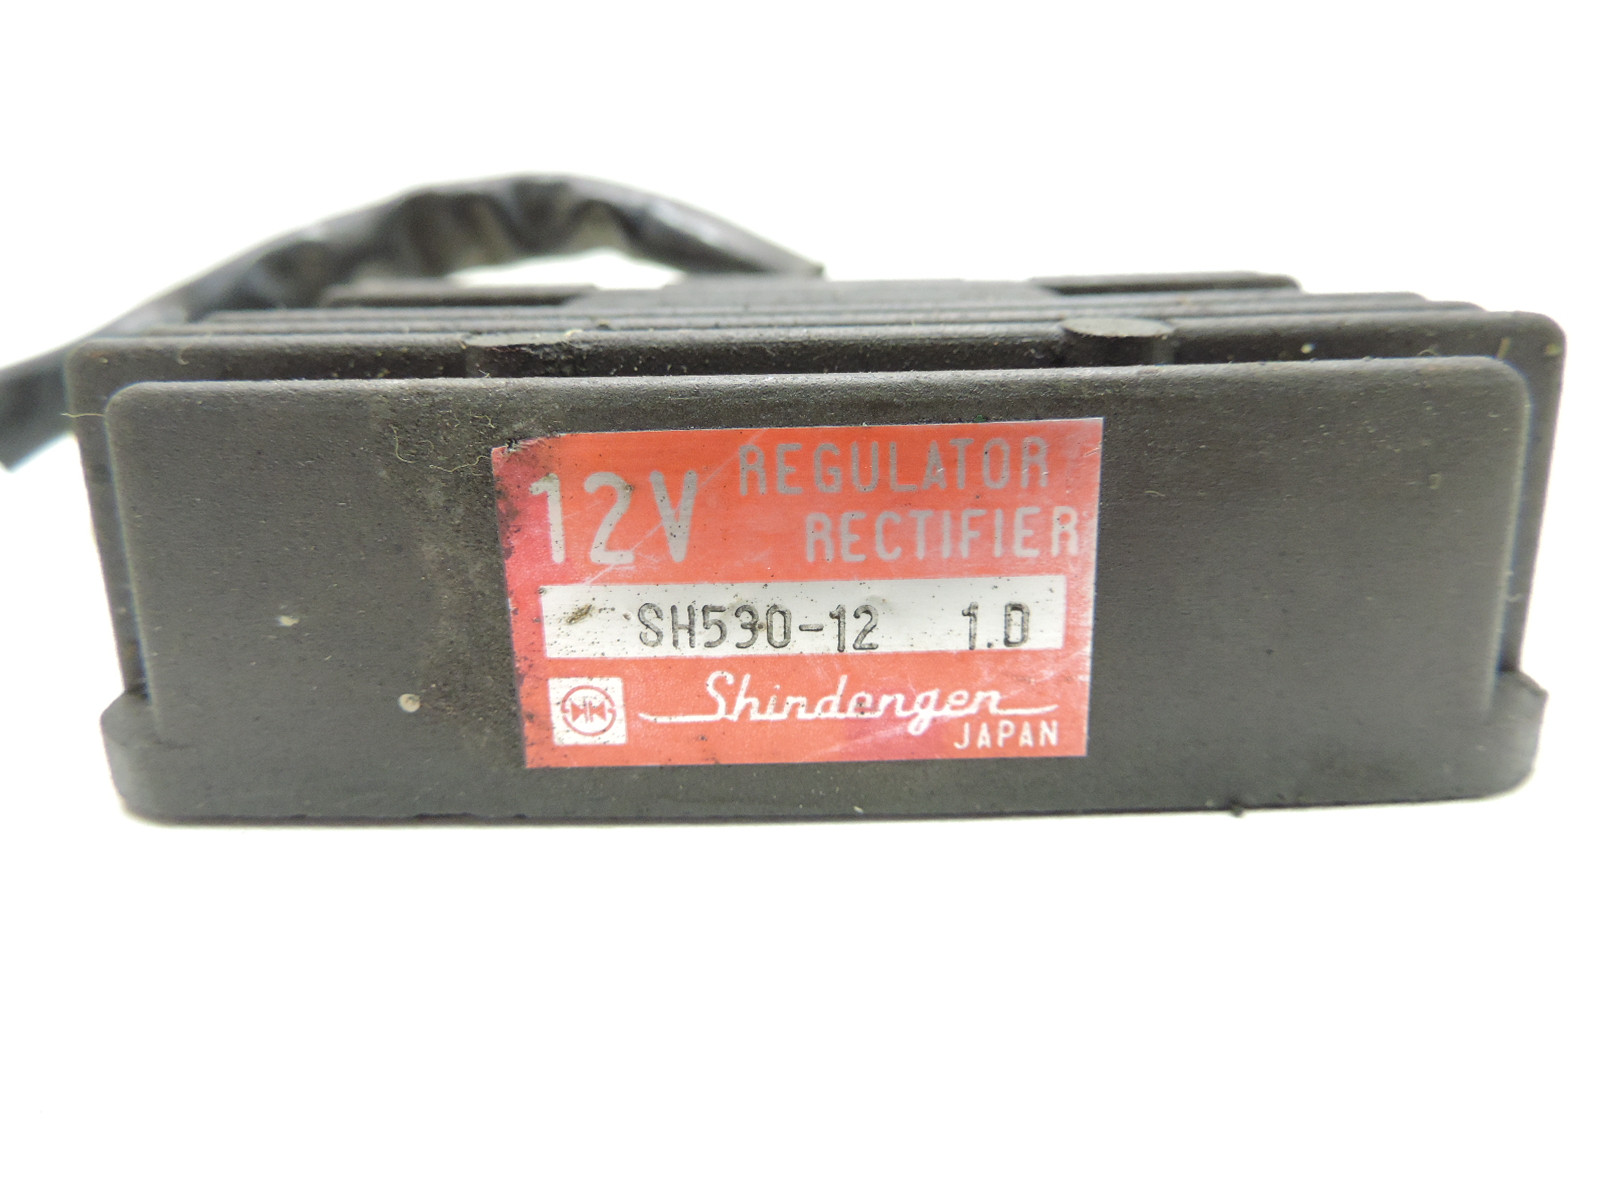 12V REGULATOR
RECTIFIER
SH530-12 1.D
Shindengen
JAPAN